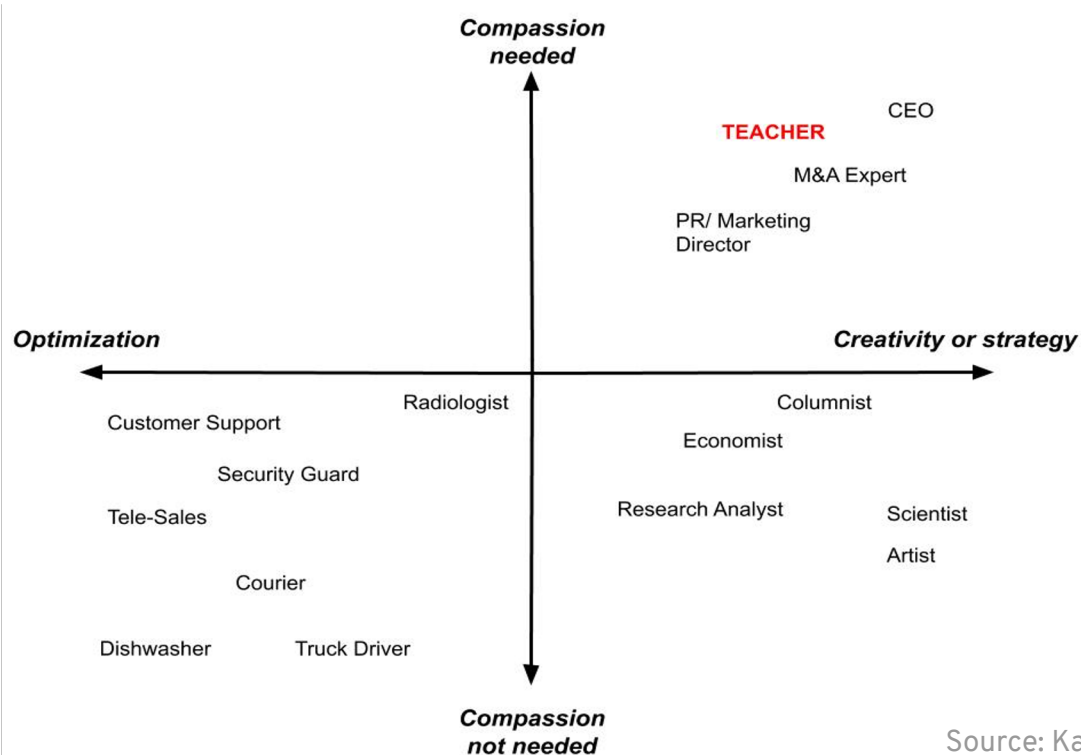 Compassion
needed
CEO
TEACHER
M&A Expert
PR/ Marketing
Director
Optimization
Creativity or strategy
Radiologist
Columnist
Customer Support
Economist
Security Guard
Research Analyst
Scientist
Tele-Sales
Artist
Courier
Dishwasher
Truck Driver
Compassion
not needed
Source: